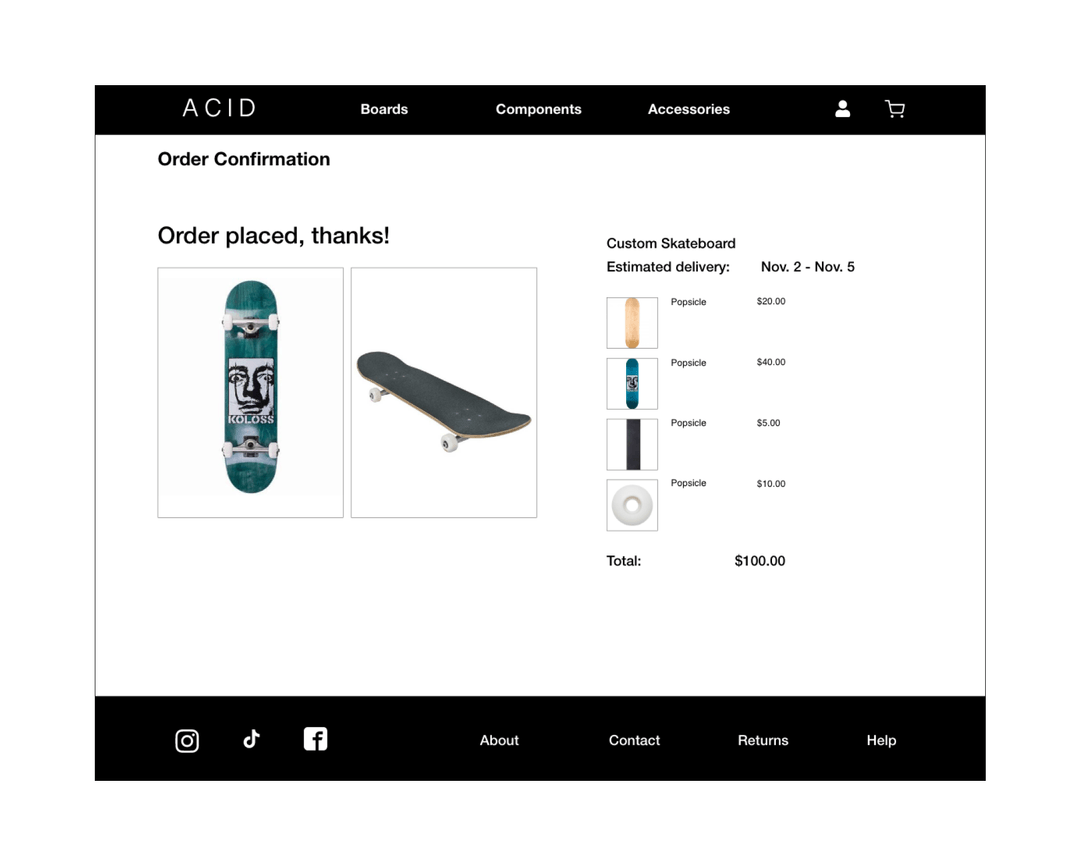 ACID Boards Components Accessories
Order Confirmation
Order placed, thanks!
KOLOSS
Custom Skateboard
Estimated delivery: Nov. 2 - Nov. 5
Popsicle $20.00
Popsicle $40.00
Popsicle $5.00
Popsicle $10.00
Total: $100.00
About Contact Returns Help